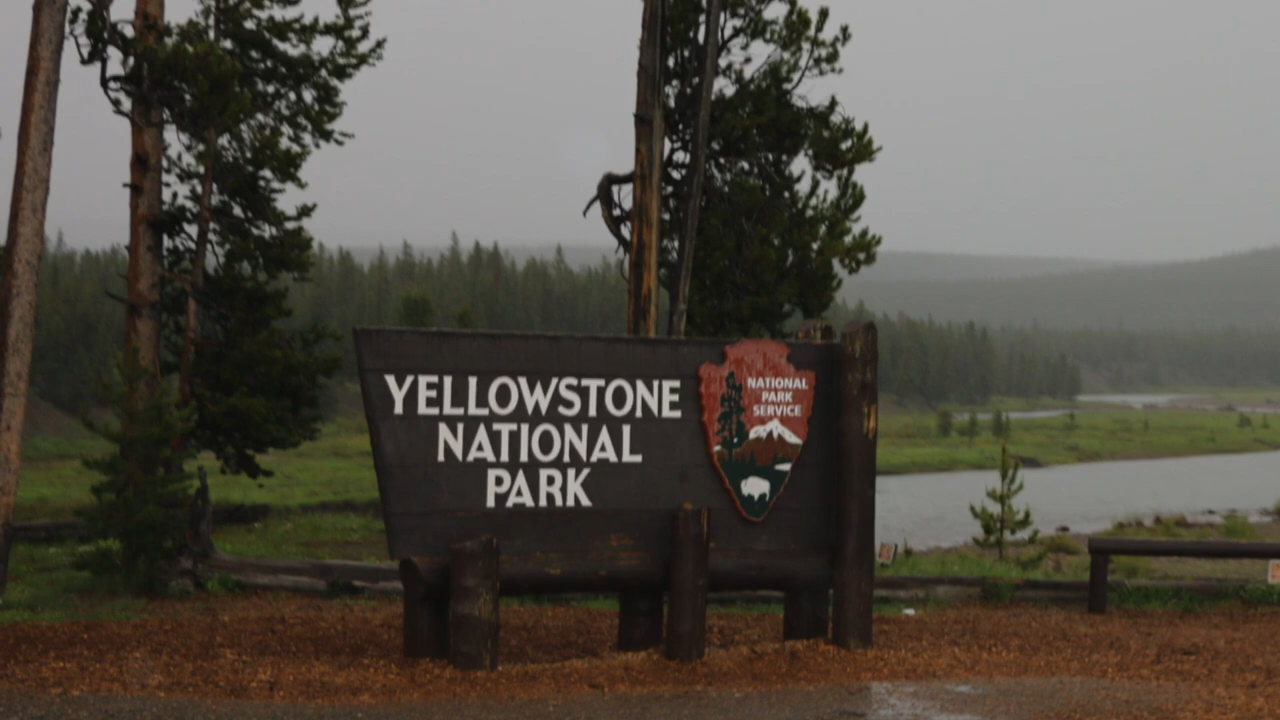 YELLOWSTONE
NATIONAL
PARK
NATIONAL
PARK
SERVICE